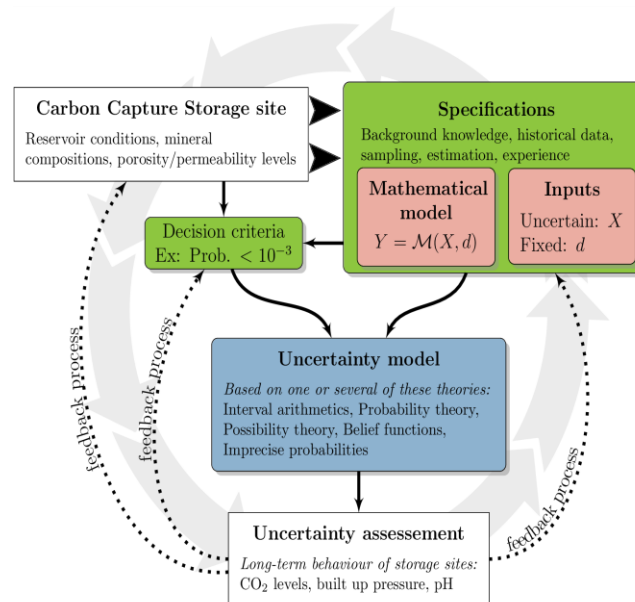 Carbon Capture Storage site
Reservoir conditions, mineral
compositions, porosity/permeability levels
Specifications
Background knowledge, historical data,
sampling, estimation, experience
Mathematical
model
Y = M(X, d)
Inputs
Uncertain: X
Fixed: d
Decision criteria
Ex: Prob. < 10⁻³
Uncertainty model
Based on one or several of these theories:
Interval arithmetics, Probability theory,
Possibility theory, Belief functions,
Imprecise probabilities
feedback process
feedback process
feedback process
Uncertainty assessement
Long-term behaviour of storage sites:
CO₂ levels, built up pressure, pH